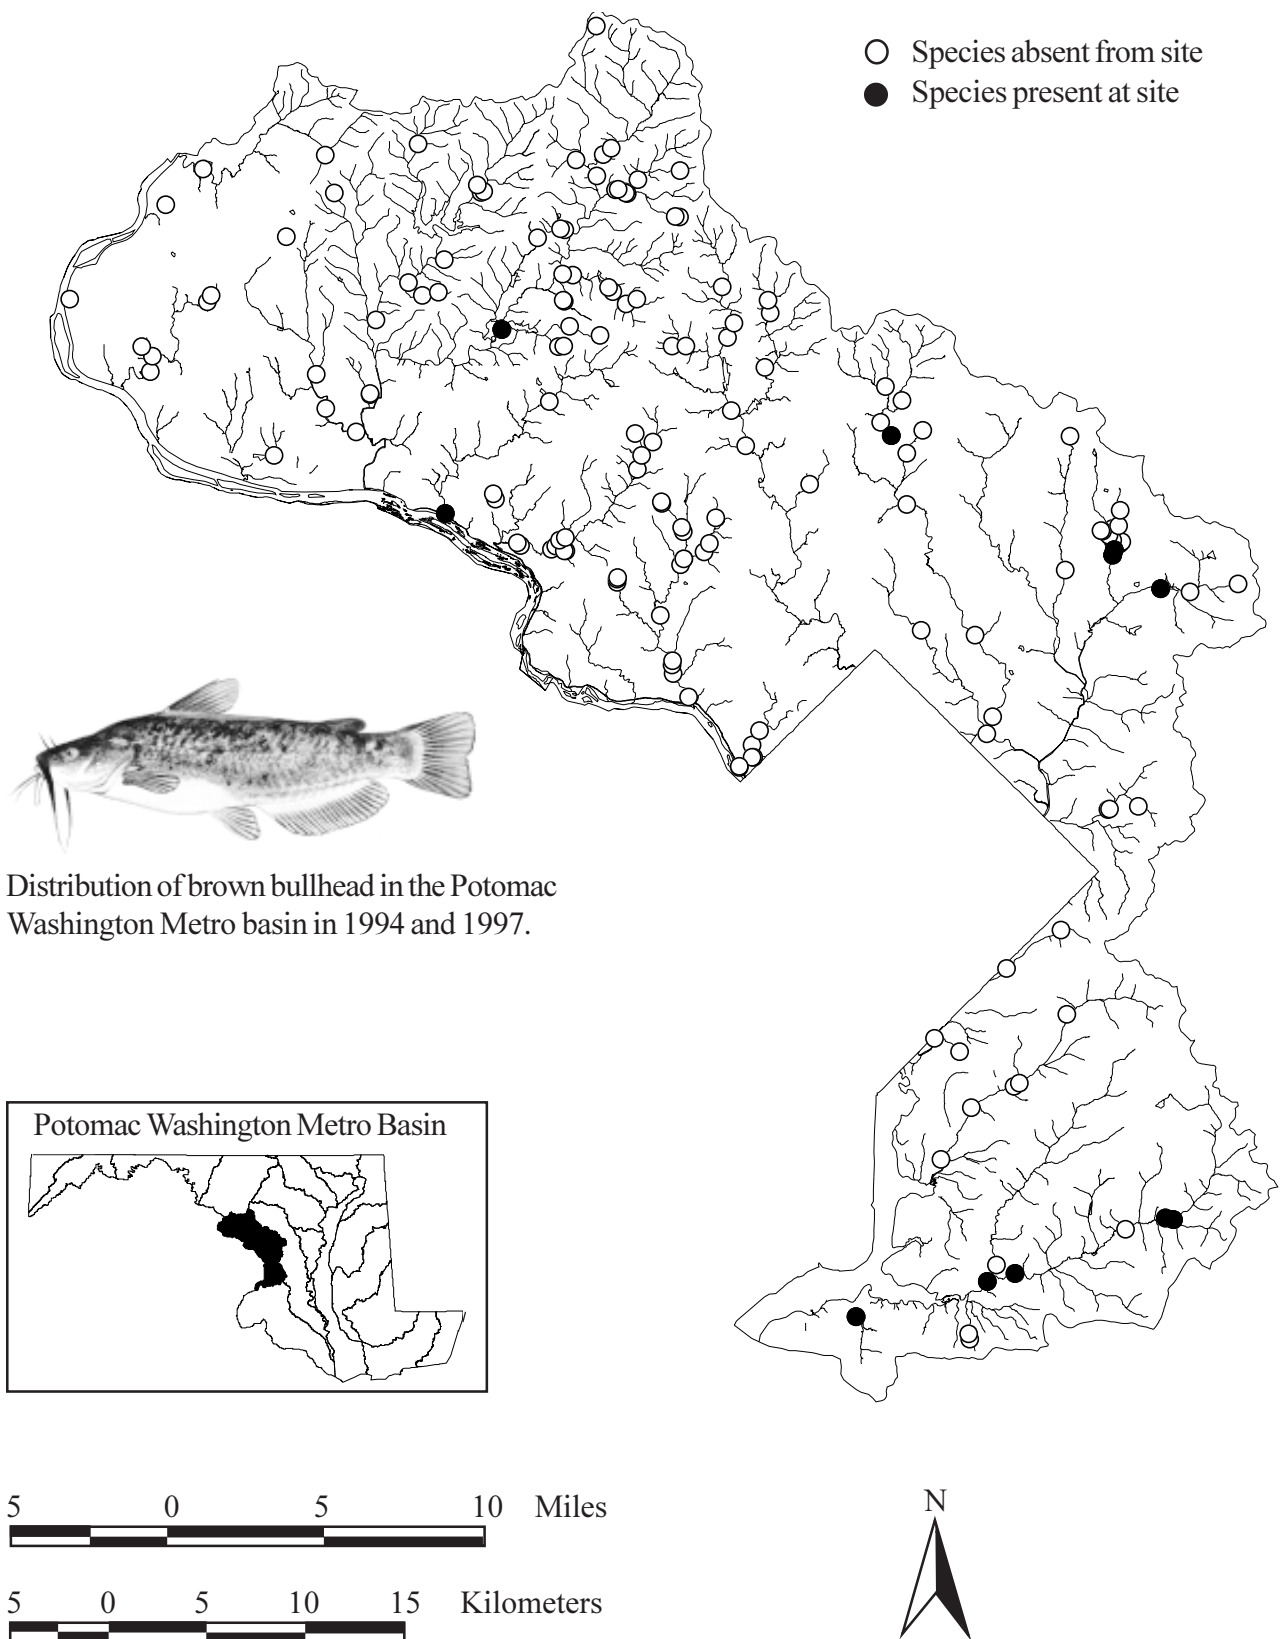 Species absent from site
Species present at site
Distribution of brown bullhead in the Potomac
Washington Metro basin in 1994 and 1997.
Potomac Washington Metro Basin
5 0 5 10 Miles
N
5 0 5 10 15 Kilometers